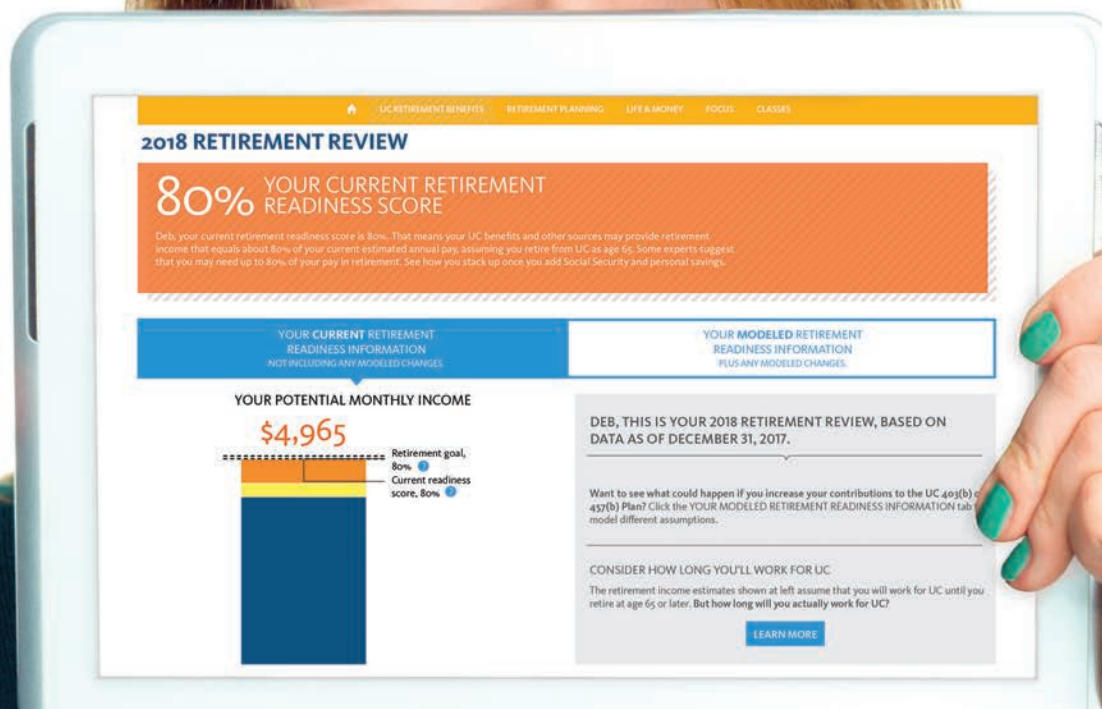 UC RETIREMENT BENEFITS RETIREMENT PLANNING LIFE & MONEY FOCUS CLASSES
2018 RETIREMENT REVIEW
80% YOUR CURRENT RETIREMENT
READINESS SCORE
Deb, your current retirement readiness score is 80%. That means your UC benefits and other sources may provide retirement
income that equals about 80% of your current estimated annual pay, assuming you retire from UC as age 65. Some experts suggest
that you may need up to 80% of your pay in retirement. See how you stack up once you add Social Security and personal savings.
YOUR CURRENT RETIREMENT
READINESS INFORMATION
NOT INCLUDING ANY MODELED CHANGES.
YOUR MODELED RETIREMENT
READINESS INFORMATION
PLUS ANY MODELED CHANGES.
YOUR POTENTIAL MONTHLY INCOME
$4,965
Retirement goal,
80% ?
Current readiness
score, 80% ?
DEB, THIS IS YOUR 2018 RETIREMENT REVIEW, BASED ON
DATA AS OF DECEMBER 31, 2017.
Want to see what could happen if you increase your contributions to the UC 403(b)
457(b) Plan? Click the YOUR MODELED RETIREMENT READINESS INFORMATION tab
model different assumptions.
CONSIDER HOW LONG YOU'LL WORK FOR UC
The retirement income estimates shown at left assume that you will work for UC until you
retire at age 65 or later. But how long will you actually work for UC?
LEARN MORE